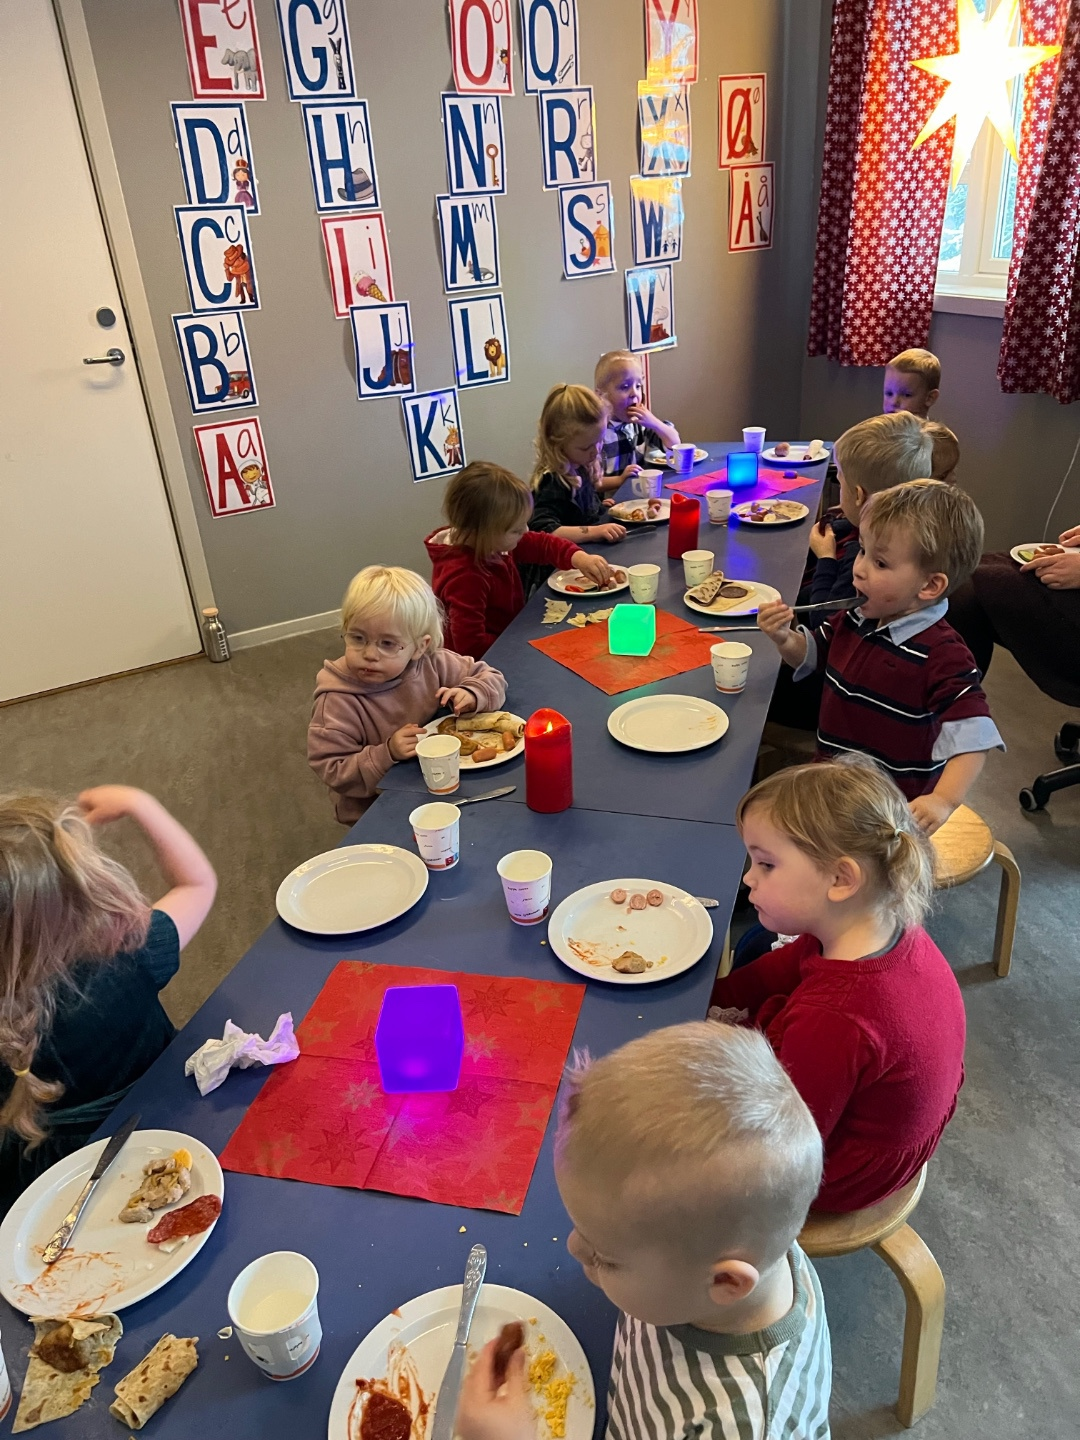 E e
G g
O o
Q q
Y y
D d
H h
N n
R r
X x
Ø ø
C c
I i
M m
S s
W w
Å å
B b
J j
L l
V v
A a
K k